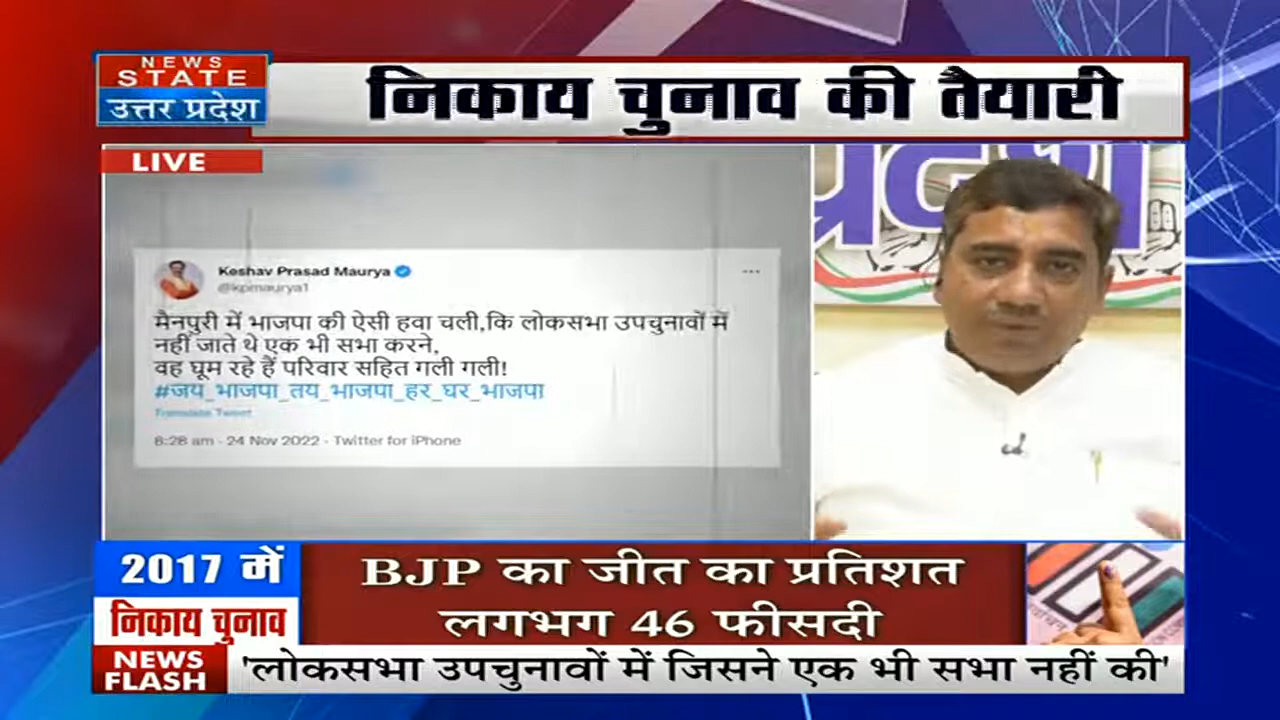 NEWS
STATE
उत्तर प्रदेश
निकाय चुनाव की तैयारी
LIVE
Keshav Prasad Maurya
@kpmaurya1
मैनपुरी में भाजपा की ऐसी हवा चली,कि लोकसभा उपचुनावों में
नहीं जाते थे एक भी सभा करने,
वह घूम रहे हैं परिवार सहित गली गली!
#जय_भाजपा_तय_भाजपा_हर_घर_भाजपा
Translate Tweet
8:28 am · 24 Nov 2022 · Twitter for iPhone
प्रदेश
2017 में
निकाय चुनाव
BJP का जीत का प्रतिशत
लगभग 46 फीसदी
NEWS
FLASH
'लोकसभा उपचुनावों में जिसने एक भी सभा नहीं की'